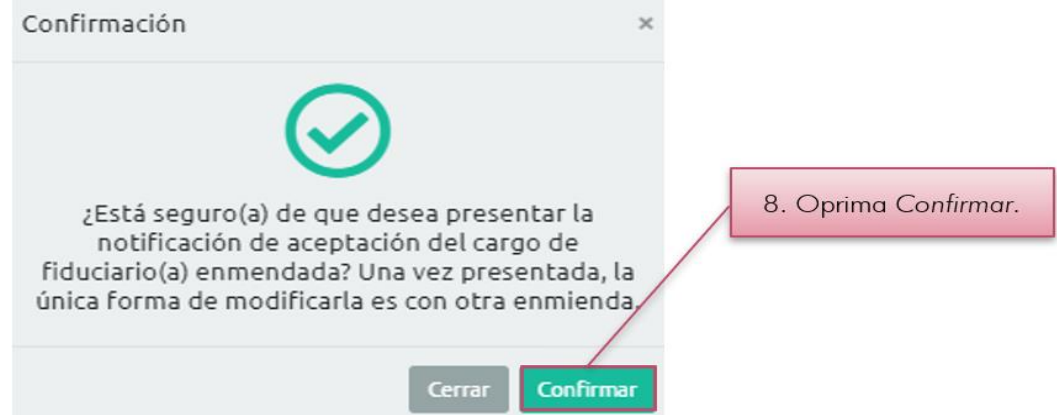 Confirmación ×
¿Está seguro(a) de que desea presentar la
notificación de aceptación del cargo de
fiduciario(a) enmendada? Una vez presentada, la
única forma de modificarla es con otra enmienda.
Cerrar Confirmar
8. Oprima Confirmar.